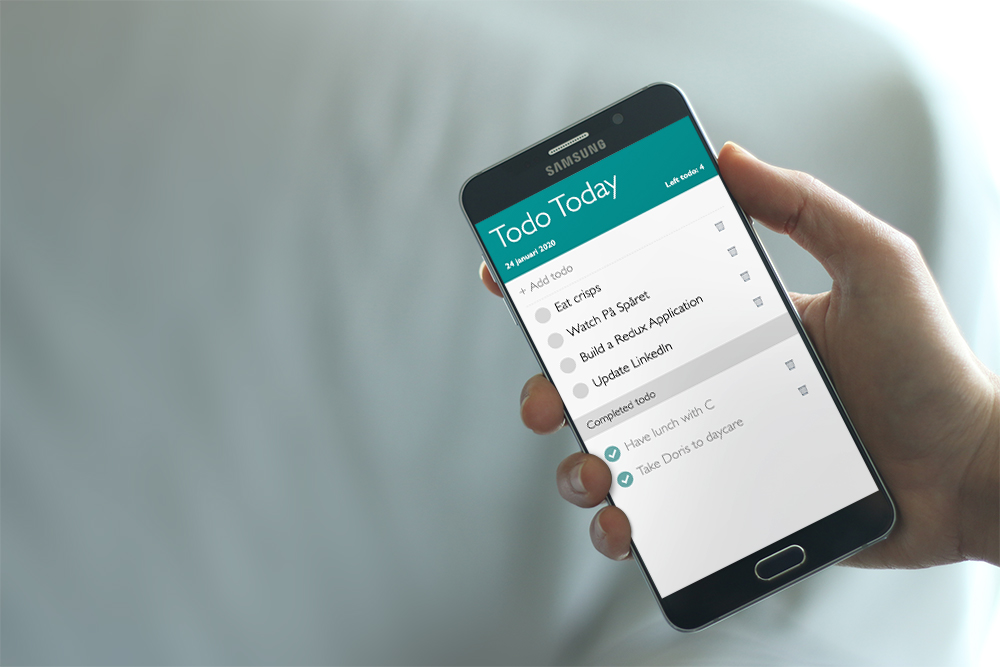 SAMSUNG
Todo Today
24 januari 2020
Left todo: 4
+ Add todo
Eat crisps
Watch På Spåret
Build a Redux Application
Update LinkedIn
Completed todo
Have lunch with C
Take Doris to daycare